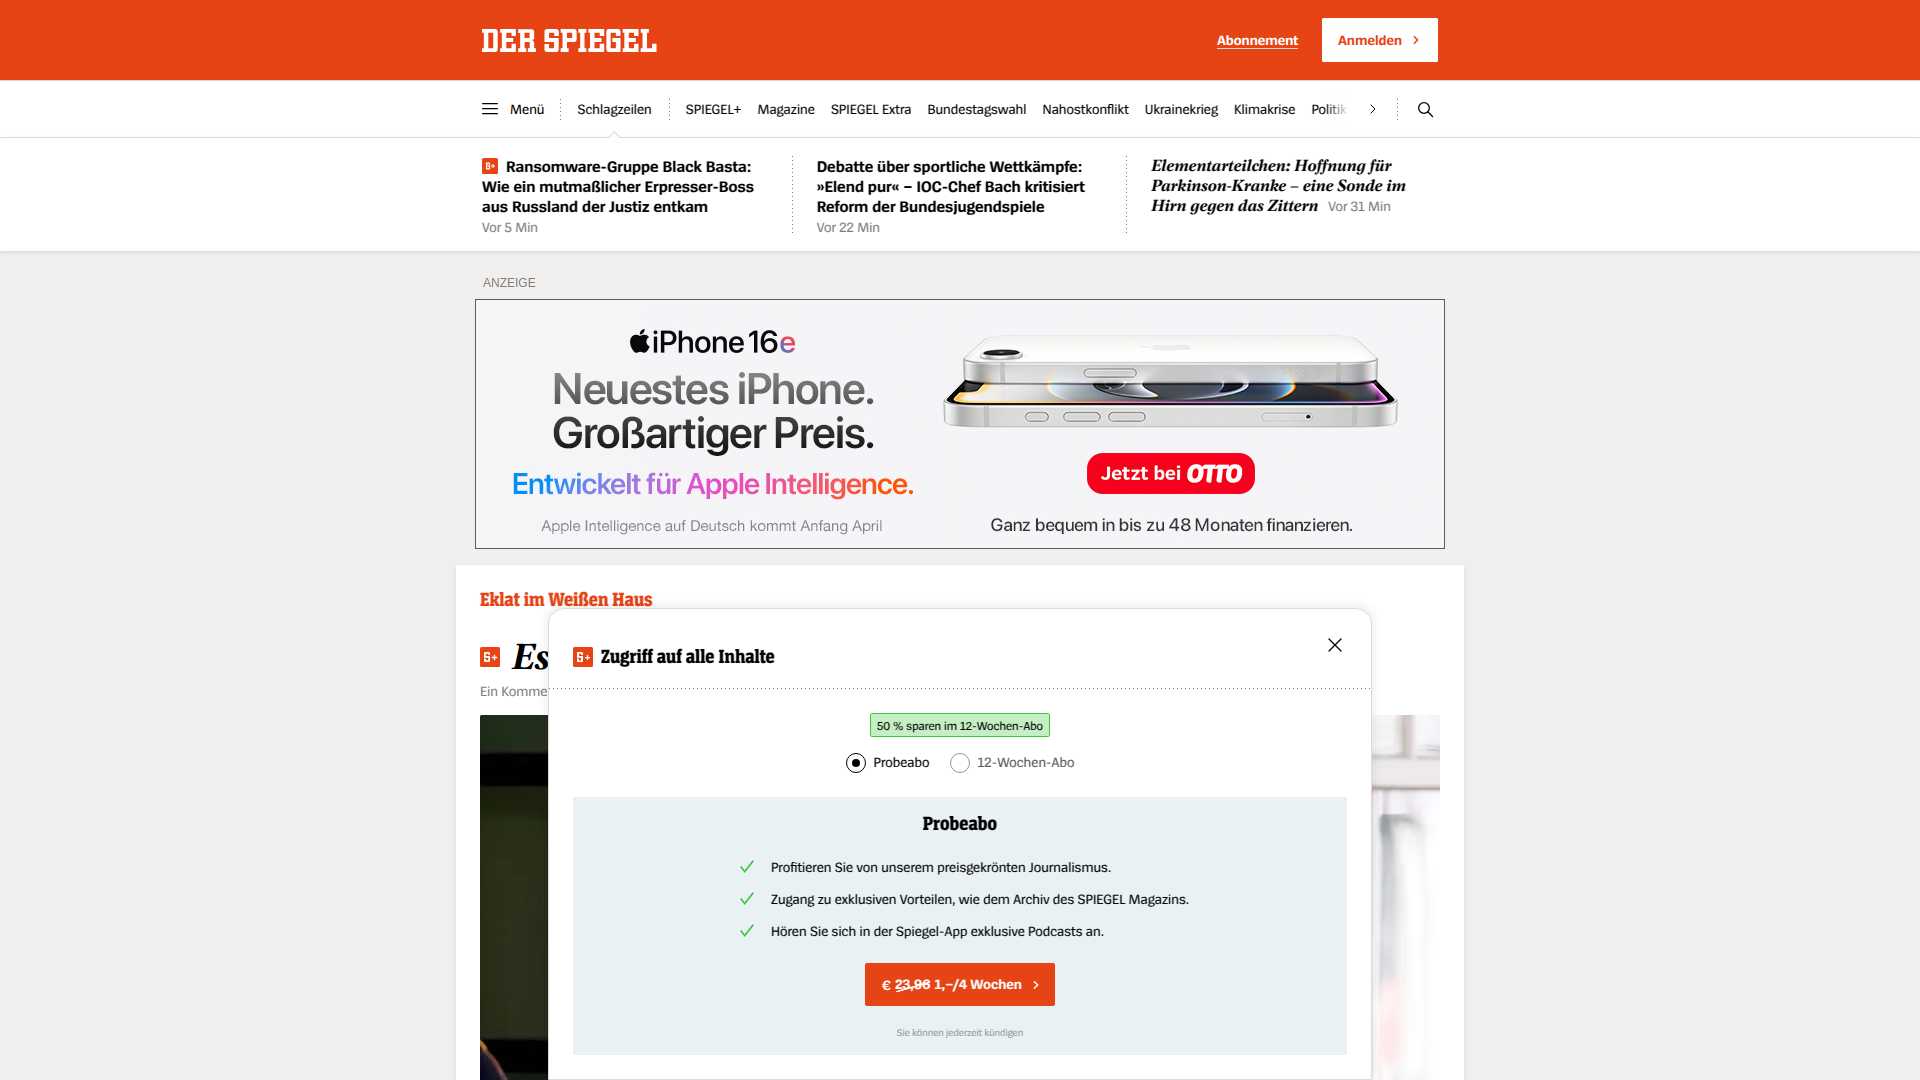 DER SPIEGEL
Abonnement
Anmelden
Menü
Schlagzeilen
SPIEGEL+
Magazine
SPIEGEL Extra
Bundestagswahl
Nahostkonflikt
Ukrainekrieg
Klimakrise
Politik
Ransomware-Gruppe Black Basta:
Wie ein mutmaßlicher Erpresser-Boss
aus Russland der Justiz entkam
Vor 5 Min
Debatte über sportliche Wettkämpfe:
»Elend pur« – IOC-Chef Bach kritisiert
Reform der Bundesjugendspiele
Vor 22 Min
Elementarteilchen: Hoffnung für
Parkinson-Kranke – eine Sonde im
Hirn gegen das Zittern Vor 31 Min
ANZEIGE
iPhone 16e
Neuestes iPhone.
Großartiger Preis.
Entwickelt für Apple Intelligence.
Apple Intelligence auf Deutsch kommt Anfang April
Jetzt bei OTTO
Ganz bequem in bis zu 48 Monaten finanzieren.
Eklat im Weißen Haus
Es
Ein Komme
Zugriff auf alle Inhalte
50 % sparen im 12-Wochen-Abo
Probeabo
12-Wochen-Abo
Probeabo
Profitieren Sie von unserem preisgekrönten Journalismus.
Zugang zu exklusiven Vorteilen, wie dem Archiv des SPIEGEL Magazins.
Hören Sie sich in der Spiegel-App exklusive Podcasts an.
€ 23,96 1,–/4 Wochen
Sie können jederzeit kündigen